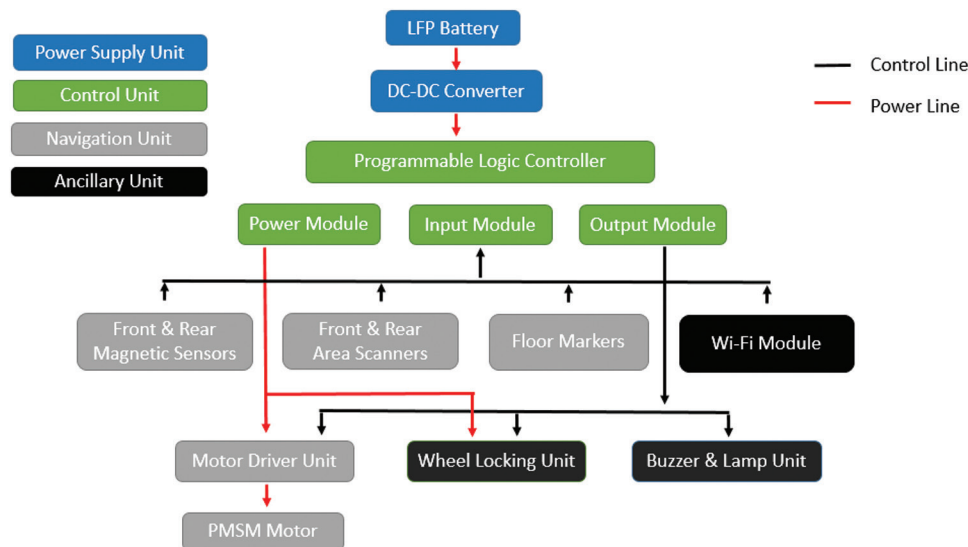 LFP Battery
Power Supply Unit
Control Line
DC-DC Converter
Control Unit
Power Line
Navigation Unit
Programmable Logic Controller
Ancillary Unit
Power Module
Input Module
Output Module
Front & Rear
Magnetic Sensors
Front & Rear
Area Scanners
Floor Markers
Wi-Fi Module
Motor Driver Unit
Wheel Locking Unit
Buzzer & Lamp Unit
PMSM Motor